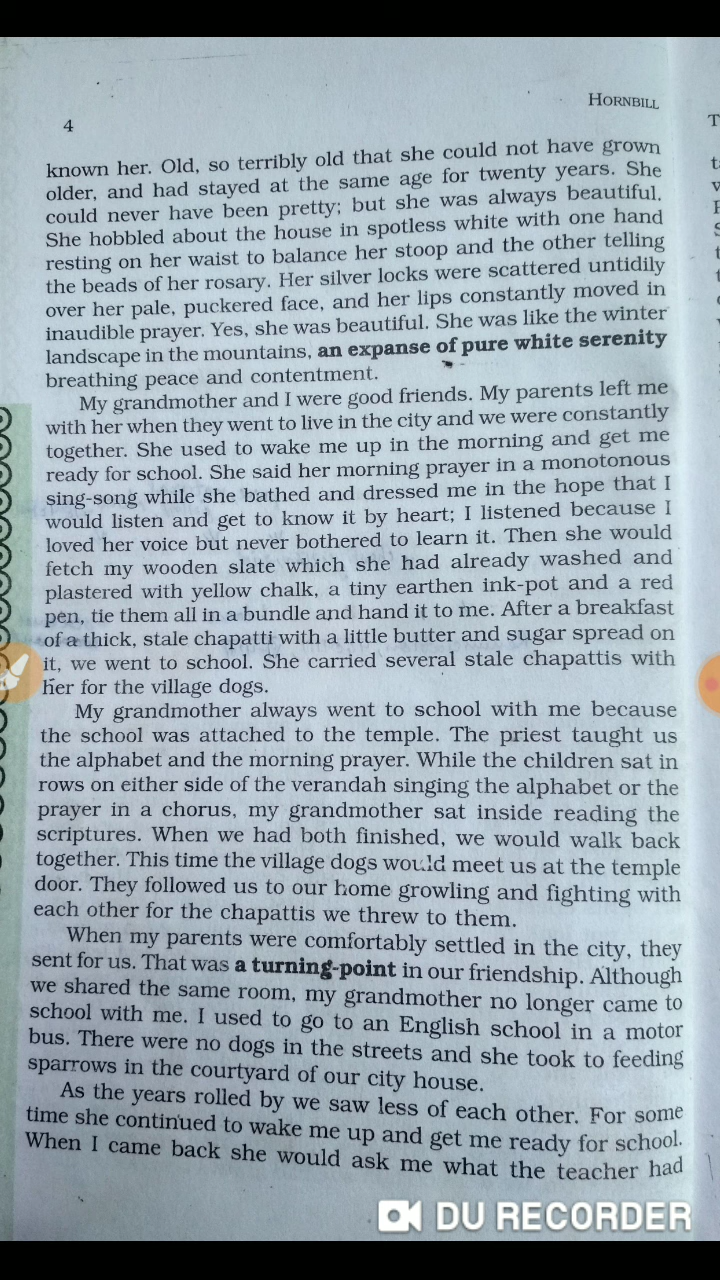 HORNBILL
4
known her. Old, so terribly old that she could not have grown
older, and had stayed at the same age for twenty years. She
could never have been pretty; but she was always beautiful.
She hobbled about the house in spotless white with one hand
resting on her waist to balance her stoop and the other telling
the beads of her rosary. Her silver locks were scattered untidily
over her pale, puckered face, and her lips constantly moved in
inaudible prayer. Yes, she was beautiful. She was like the winter
landscape in the mountains, an expanse of pure white serenity
breathing peace and contentment.
My grandmother and I were good friends. My parents left me
with her when they went to live in the city and we were constantly
together. She used to wake me up in the morning and get me
ready for school. She said her morning prayer in a monotonous
sing-song while she bathed and dressed me in the hope that I
would listen and get to know it by heart; I listened because I
loved her voice but never bothered to learn it. Then she would
fetch my wooden slate which she had already washed and
plastered with yellow chalk, a tiny earthen ink-pot and a red
pen, tie them all in a bundle and hand it to me. After a breakfast
of a thick, stale chapatti with a little butter and sugar spread on
it, we went to school. She carried several stale chapattis with
her for the village dogs.
My grandmother always went to school with me because
the school was attached to the temple. The priest taught us
the alphabet and the morning prayer. While the children sat in
rows on either side of the verandah singing the alphabet or the
prayer in a chorus, my grandmother sat inside reading the
scriptures. When we had both finished, we would walk back
together. This time the village dogs would meet us at the temple
door. They followed us to our home growling and fighting with
each other for the chapattis we threw to them.
When my parents were comfortably settled in the city, they
sent for us. That was a turning-point in our friendship. Although
we shared the same room, my grandmother no longer came to
school with me. I used to go to an English school in a motor
bus. There were no dogs in the streets and she took to feeding
sparrows in the courtyard of our city house.
As the years rolled by we saw less of each other. For some
time she continued to wake me up and get me ready for school.
When I came back she would ask me what the teacher had
DU RECORDER